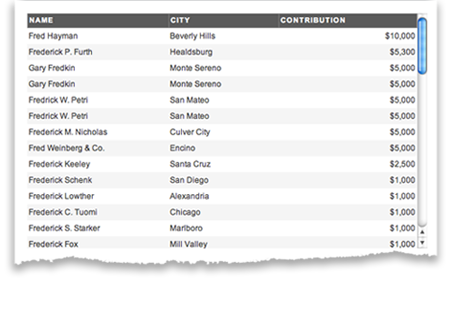 NAME CITY CONTRIBUTION
Fred Hayman Beverly Hills $10,000
Frederick P. Furth Healdsburg $5,300
Gary Fredkin Monte Sereno $5,000
Gary Fredkin Monte Sereno $5,000
Fredrick W. Petri San Mateo $5,000
Fredrick W. Petri San Mateo $5,000
Frederick M. Nicholas Culver City $5,000
Fred Weinberg & Co. Encino $5,000
Frederick Keeley Santa Cruz $2,500
Frederick Schenk San Diego $1,000
Frederick Lowther Alexandria $1,000
Frederick C. Tuomi Chicago $1,000
Frederick S. Starker Marlboro $1,000
Frederick Fox Mill Valley $1,000